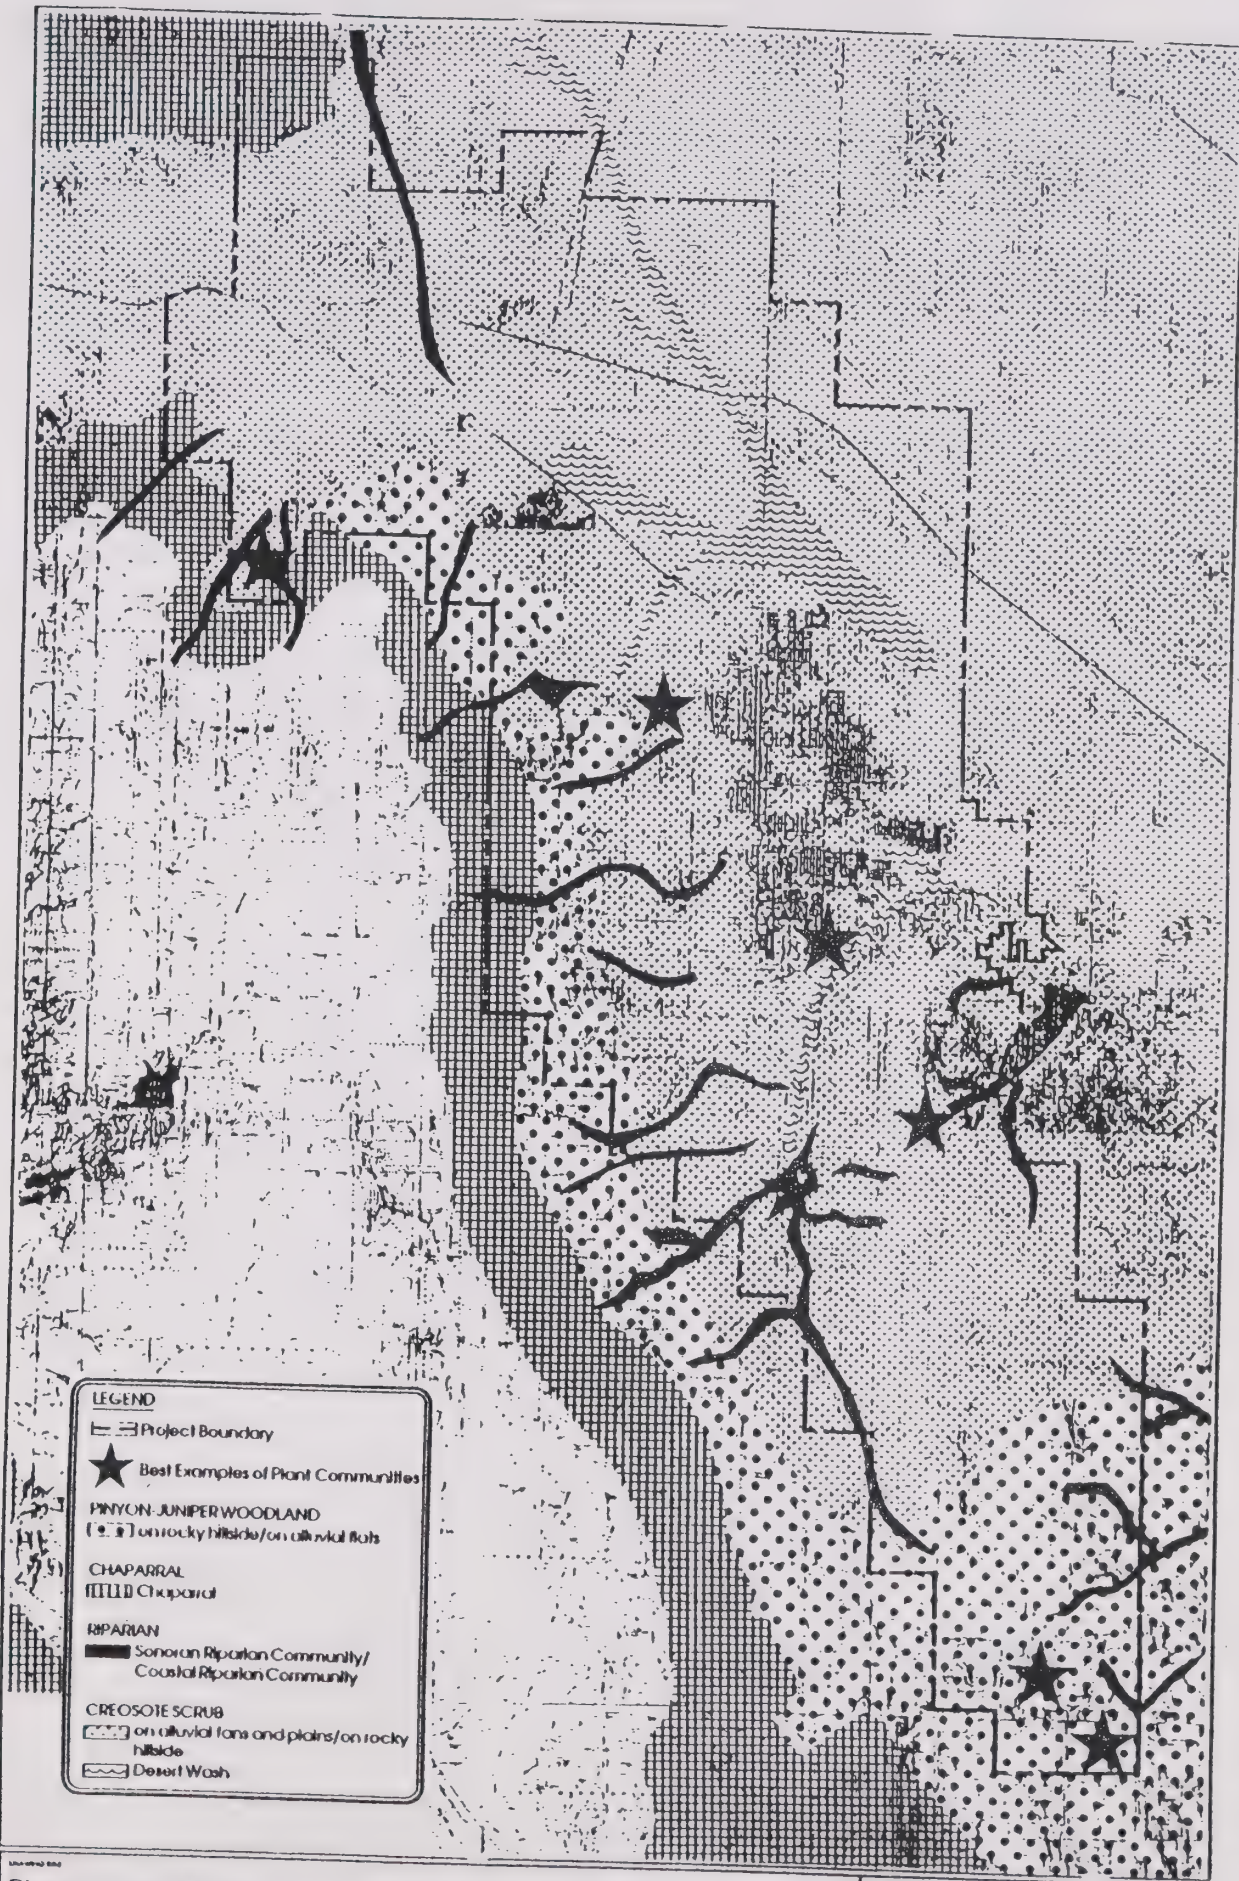 LEGEND
Project Boundary
Best Examples of Plant Communities
PINYON-JUNIPER WOODLAND
on rocky hillside/on alluvial flats
CHAPARRAL
Chaparral
RIPARIAN
Sonoran Riparian Community/
Coastal Riparian Community
CREOSOTE SCRUB
on alluvial fans and plains/on rocky
hillside
Desert Wash